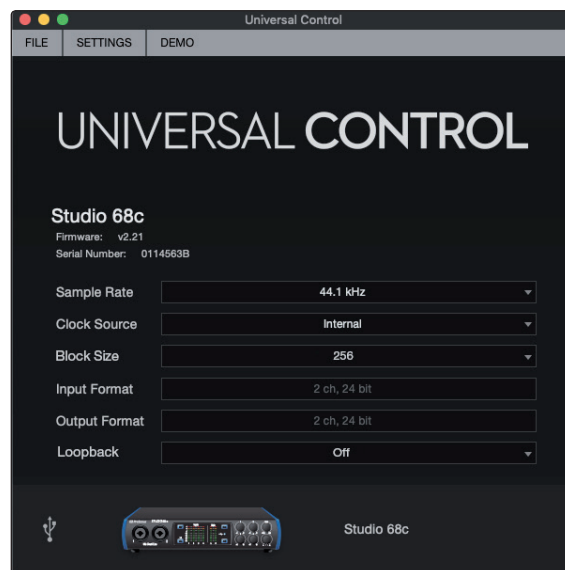 Universal Control
FILE SETTINGS DEMO
UNIVERSAL CONTROL
Studio 68c
Firmware: v2.21
Serial Number: 0114563B
Sample Rate 44.1 kHz
Clock Source Internal
Block Size 256
Input Format 2 ch, 24 bit
Output Format 2 ch, 24 bit
Loopback Off
Studio 68c